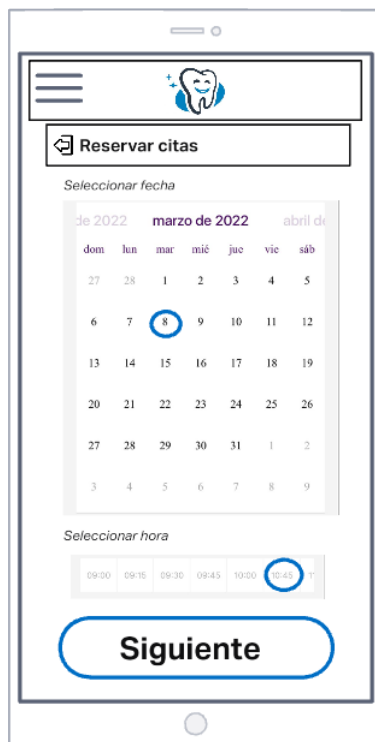 Reservar citas
Seleccionar fecha
de 2022 marzo de 2022 abril de
dom lun mar mié jue vie sáb
27 28 1 2 3 4 5
6 7 8 9 10 11 12
13 14 15 16 17 18 19
20 21 22 23 24 25 26
27 28 29 30 31 1 2
3 4 5 6 7 8 9
Seleccionar hora
09:00 09:15 09:30 09:45 10:00 10:45
Siguiente